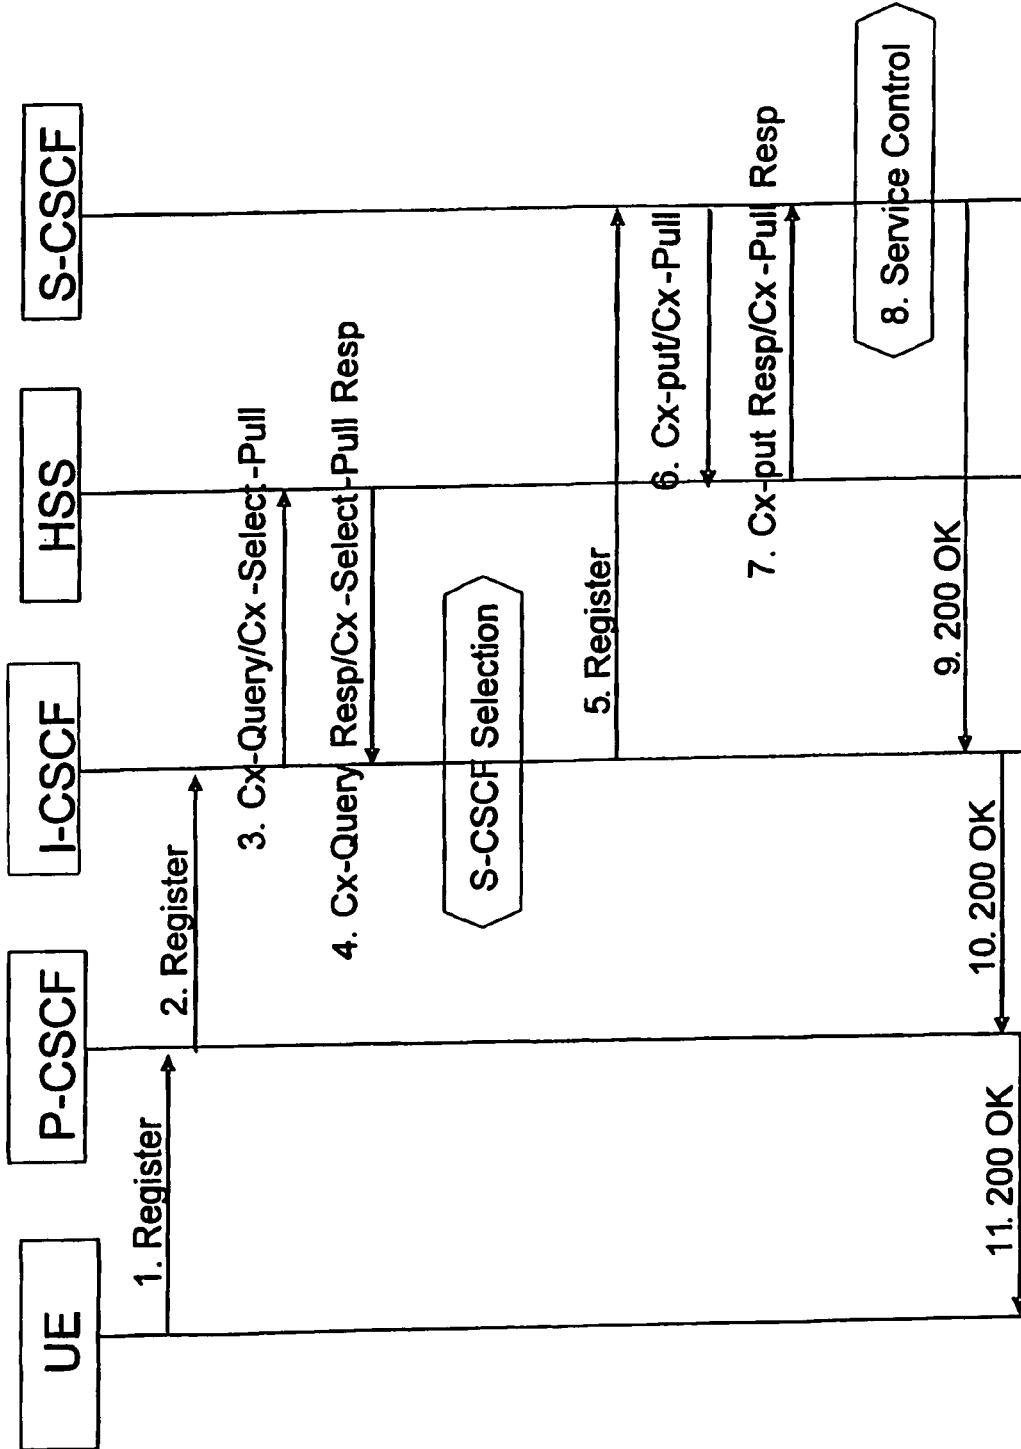 UE
P-CSCF
I-CSCF
HSS
S-CSCF
1. Register
2. Register
3. Cx-Query/Cx-Select-Pull
4. Cx-Query Resp/Cx-Select-Pull Resp
S-CSCF Selection
5. Register
6. Cx-put/Cx-Pull
7. Cx-put Resp/Cx-Pull Resp
8. Service Control
9. 200 OK
10. 200 OK
11. 200 OK